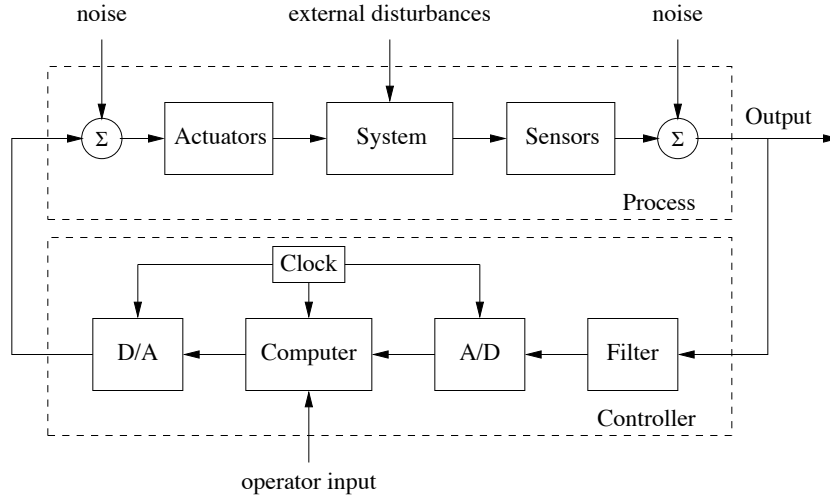 noise
external disturbances
noise
Σ
Actuators
System
Sensors
Σ
Output
Process
Clock
D/A
Computer
A/D
Filter
Controller
operator input